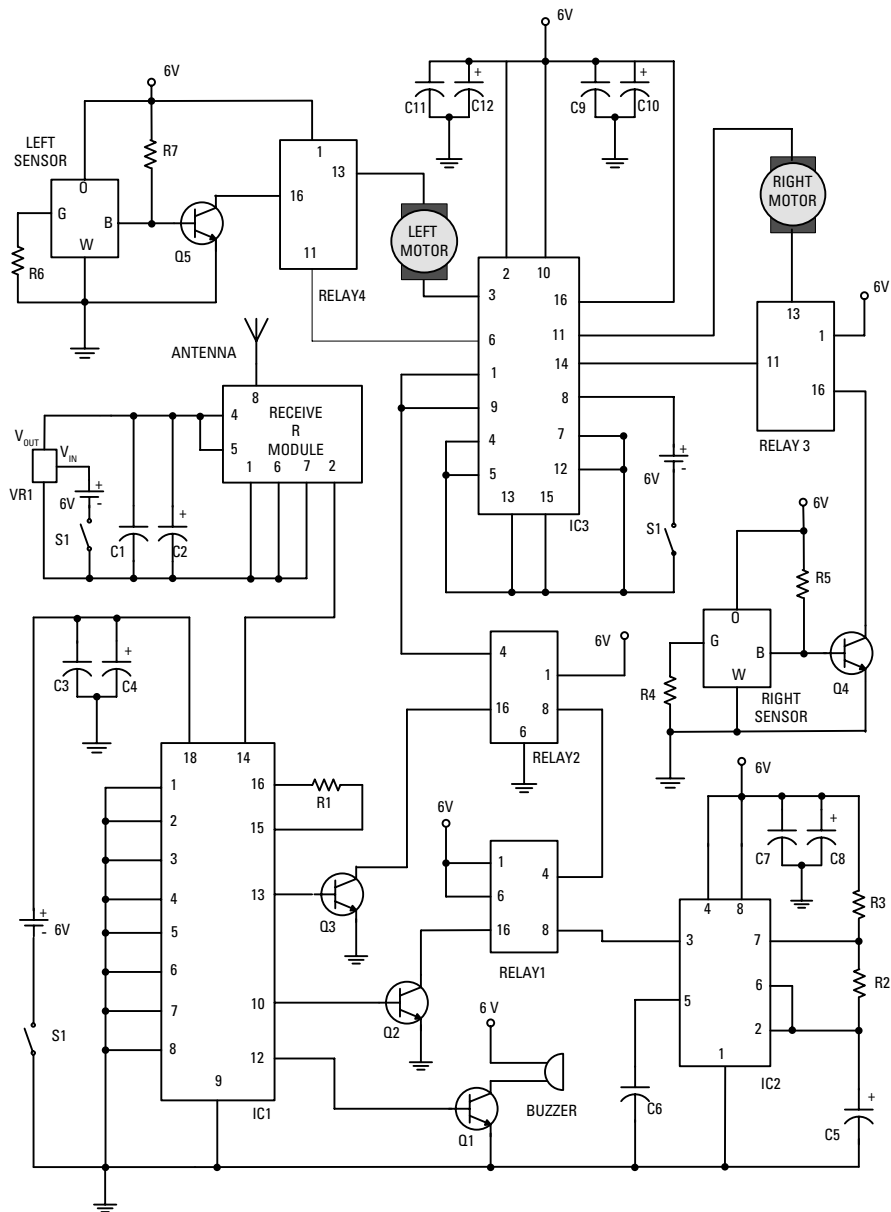 6V
6V
C11
C12
C9
C10
LEFT
SENSOR
R7
O
G
B
W
R6
Q5
1
13
16
11
RELAY4
LEFT
MOTOR
RIGHT
MOTOR
2
10
3
16
6
11
1
14
9
8
4
7
5
12
13
15
IC3
6V
+
-
S1
6V
13
1
11
16
RELAY 3
ANTENNA
8
RECEIVE
R
MODULE
4
5
1
6
7
2
VOUT
VIN
VR1
+
-
6V
S1
C1
+
C2
6V
R5
O
G
B
W
R4
Q4
RIGHT
SENSOR
C3
+
C4
6V
4
1
16
8
6
RELAY2
18
14
1
16
2
15
3
13
4
5
6
10
7
12
8
9
IC1
R1
Q3
6V
1
4
6
16
8
RELAY1
6V
C7
+
C8
4
8
3
7
5
6
2
1
IC2
R3
R2
+
-
6V
S1
Q2
6 V
Q1
BUZZER
C6
+
C5